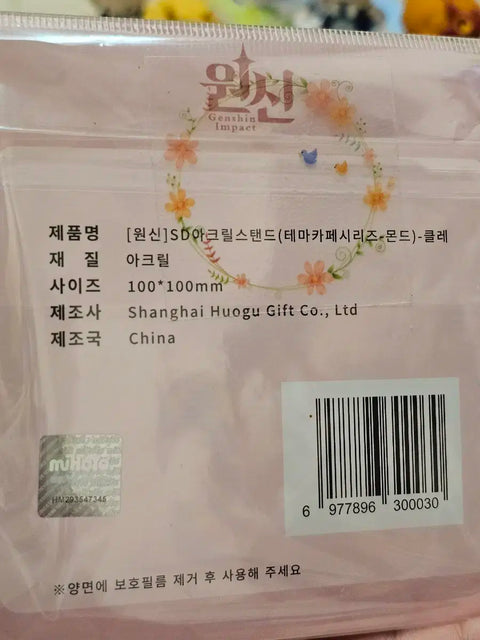 원신
Genshin
Impact
제품명 [원신]SD아크릴스탠드(테마카페시리즈-몬드)-클레
재 질 아크릴
사이즈 100*100mm
제조사 Shanghai Huogu Gift Co., Ltd
제조국 China
miHoYo
HM293547345
6 977896 300030
※양면에 보호필름 제거 후 사용해 주세요